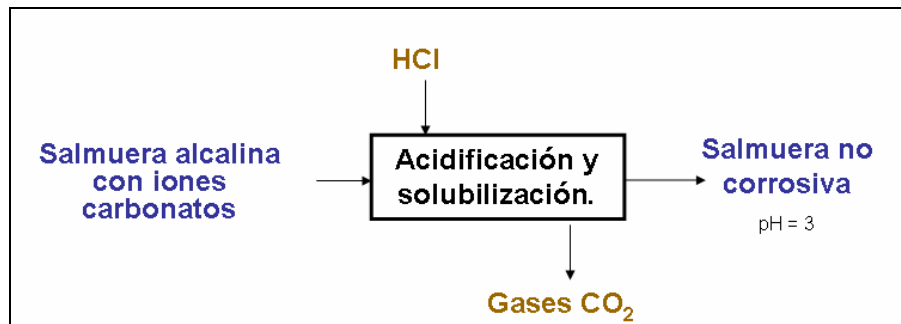 HCl
Salmuera alcalina
con iones
carbonatos
Acidificación y
solubilización.
Salmuera no
corrosiva
pH = 3
Gases CO₂